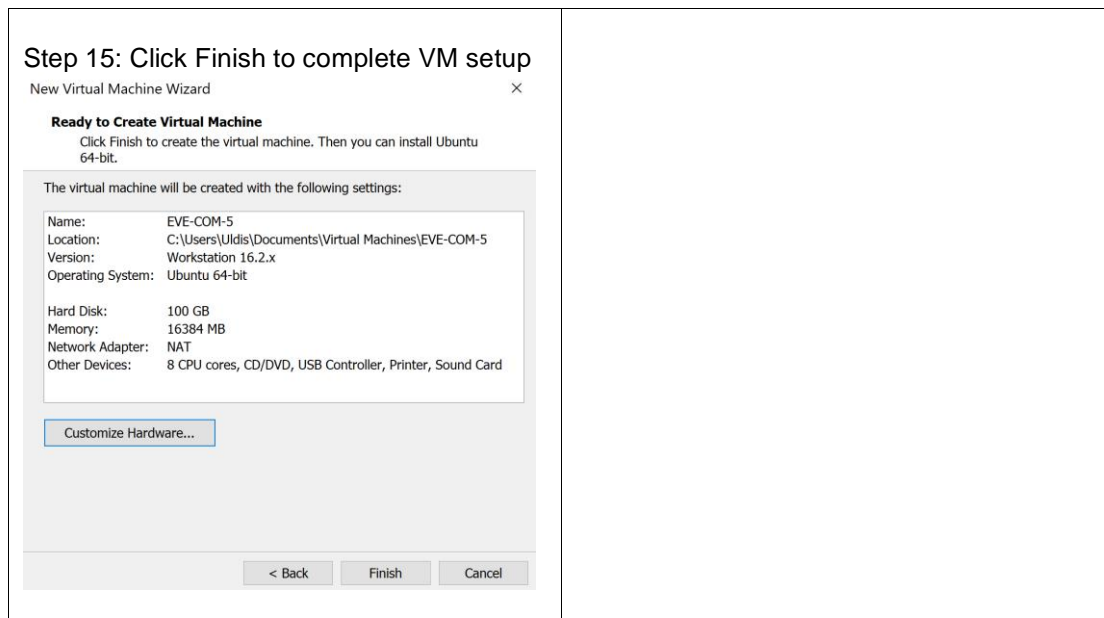 Step 15: Click Finish to complete VM setup
New Virtual Machine Wizard
Ready to Create Virtual Machine
Click Finish to create the virtual machine. Then you can install Ubuntu
64-bit.
The virtual machine will be created with the following settings:
Name: EVE-COM-5
Location: C:\Users\Uldis\Documents\Virtual Machines\EVE-COM-5
Version: Workstation 16.2.x
Operating System: Ubuntu 64-bit
Hard Disk: 100 GB
Memory: 16384 MB
Network Adapter: NAT
Other Devices: 8 CPU cores, CD/DVD, USB Controller, Printer, Sound Card
Customize Hardware...
< Back Finish Cancel